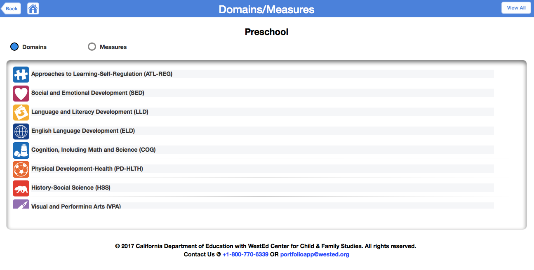 Back
Domains/Measures
View All
Preschool
Domains
Measures
Approaches to Learning-Self-Regulation (ATL-REG)
Social and Emotional Development (SED)
Language and Literacy Development (LLD)
English Language Development (ELD)
Cognition, Including Math and Science (COG)
Physical Development-Health (PD-HLTH)
History-Social Science (HSS)
Visual and Performing Arts (VPA)
© 2017 California Department of Education with WestEd Center for Child & Family Studies. All rights reserved.
Contact Us @ +1-800-770-6339 OR portfolioapp@wested.org